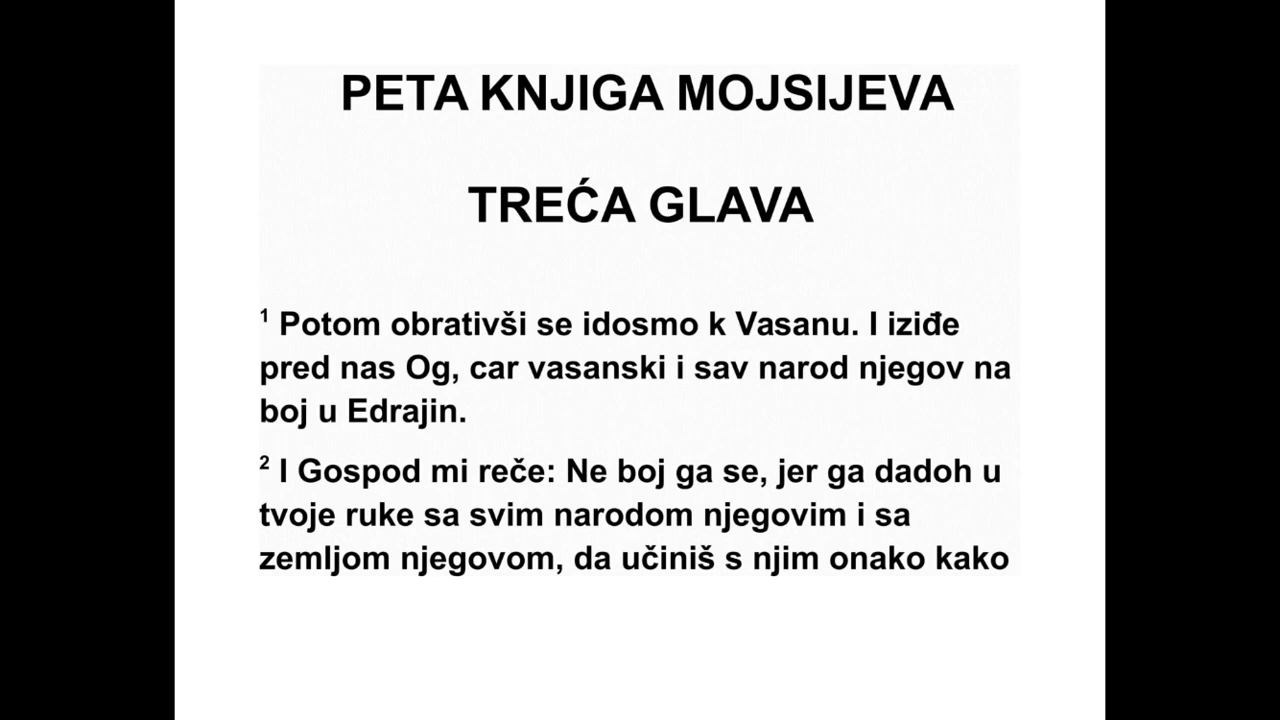 PETA KNJIGA MOJSIJEVA
TREĆA GLAVA
¹ Potom obrativši se idosmo k Vasanu. I iziđe
pred nas Og, car vasanski i sav narod njegov na
boj u Edrajin.
² I Gospod mi reče: Ne boj ga se, jer ga dadoh u
tvoje ruke sa svim narodom njegovim i sa
zemljom njegovom, da učiniš s njim onako kako